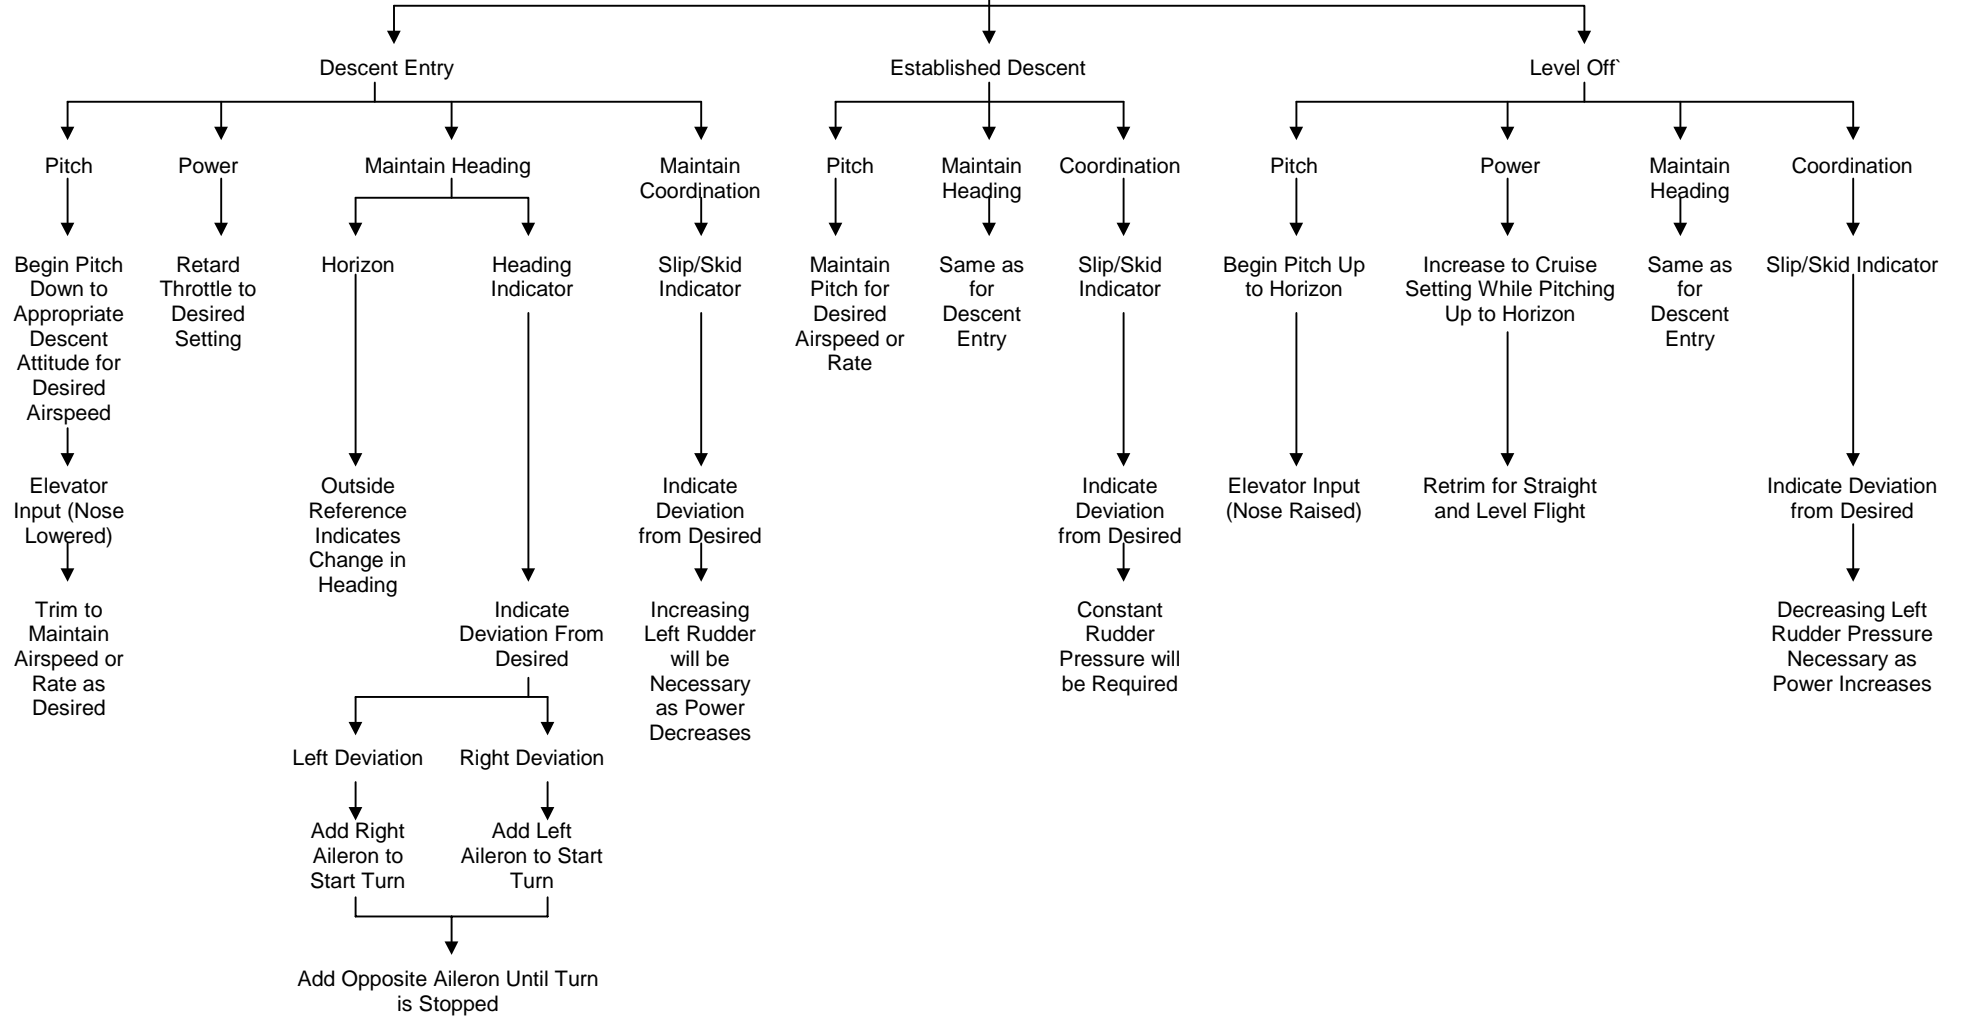 Descent Entry
Established Descent
Level Off`
Pitch
Power
Maintain Heading
Maintain
Coordination
Pitch
Maintain
Heading
Coordination
Pitch
Power
Maintain
Heading
Coordination
Begin Pitch
Down to
Appropriate
Descent
Attitude for
Desired
Airspeed
Retard
Throttle to
Desired
Setting
Horizon
Heading
Indicator
Slip/Skid
Indicator
Maintain
Pitch for
Desired
Airspeed or
Rate
Same as
for
Descent
Entry
Slip/Skid
Indicator
Begin Pitch Up
to Horizon
Increase to Cruise
Setting While Pitching
Up to Horizon
Same as
for
Descent
Entry
Slip/Skid Indicator
Elevator
Input (Nose
Lowered)
Outside
Reference
Indicates
Change in
Heading
Indicate
Deviation
from Desired
Indicate
Deviation
from Desired
Elevator Input
(Nose Raised)
Retrim for Straight
and Level Flight
Indicate Deviation
from Desired
Trim to
Maintain
Airspeed or
Rate as
Desired
Indicate
Deviation From
Desired
Increasing
Left Rudder
will be
Necessary
as Power
Decreases
Constant
Rudder
Pressure will
be Required
Decreasing Left
Rudder Pressure
Necessary as
Power Increases
Left Deviation
Right Deviation
Add Right
Aileron to
Start Turn
Add Left
Aileron to Start
Turn
Add Opposite Aileron Until Turn
is Stopped